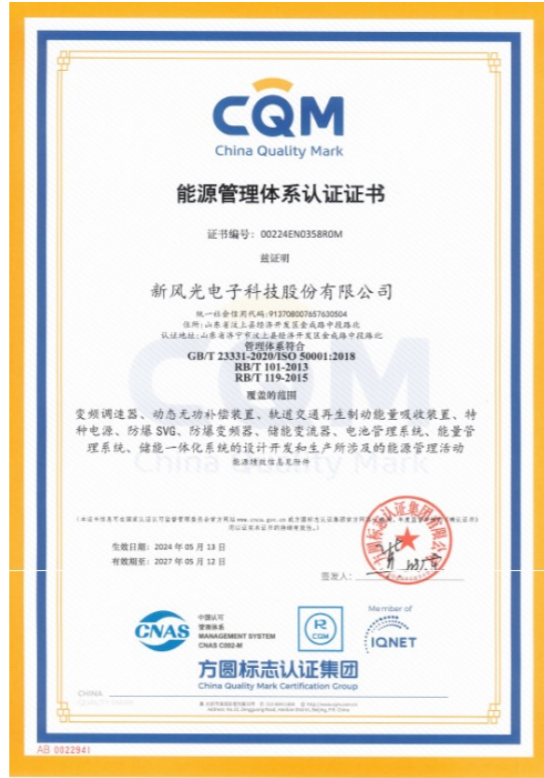 CQM
China Quality Mark
能源管理体系认证证书
证书编号：00224EN0358R0M
兹证明
新风光电子科技股份有限公司
统一社会信用代码:913708007657630504
住所:山东省汶上县经济开发区金成路中段路北
认证地址:山东省济宁市汶上县经济开发区金成路中段路北
管理体系符合
GB/T 23331-2020/ISO 50001:2018
RB/T 101-2013
RB/T 119-2015
覆盖的范围
变频调速器、动态无功补偿装置、轨道交通再生制动能量吸收装置、特
种电源、防爆 SVG、防爆变频器、储能变流器、电池管理系统、能量管
理系统、储能一体化系统的设计开发和生产所涉及的能源管理活动
能源绩效信息见附件
生效日期：2024 年 05 月 13 日
有效期至：2027 年 05 月 12 日
签发人：
CNAS
中国认可
管理体系
MANAGEMENT SYSTEM
CNAS C002-M
R
CQM
Member of
IQNET
方圆标志认证集团
China Quality Mark Certification Group
CHINA
QUALITY MARK
AB 0022941